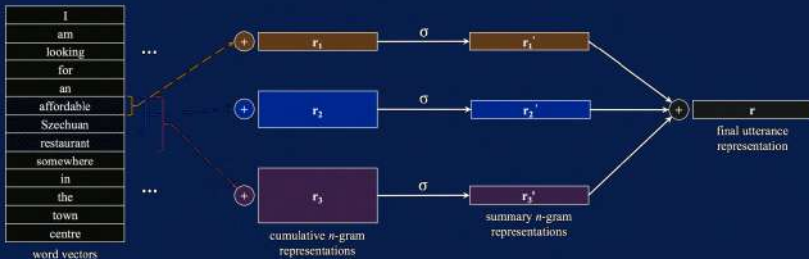 I
am
looking
for
an
affordable
Szechuan
restaurant
somewhere
in
the
town
centre
word vectors
...
...
+
r₁
σ
r₁'
+
r₂
σ
r₂'
+
r₃
σ
r₃'
cumulative n-gram
representations
summary n-gram
representations
+
r
final utterance
representation